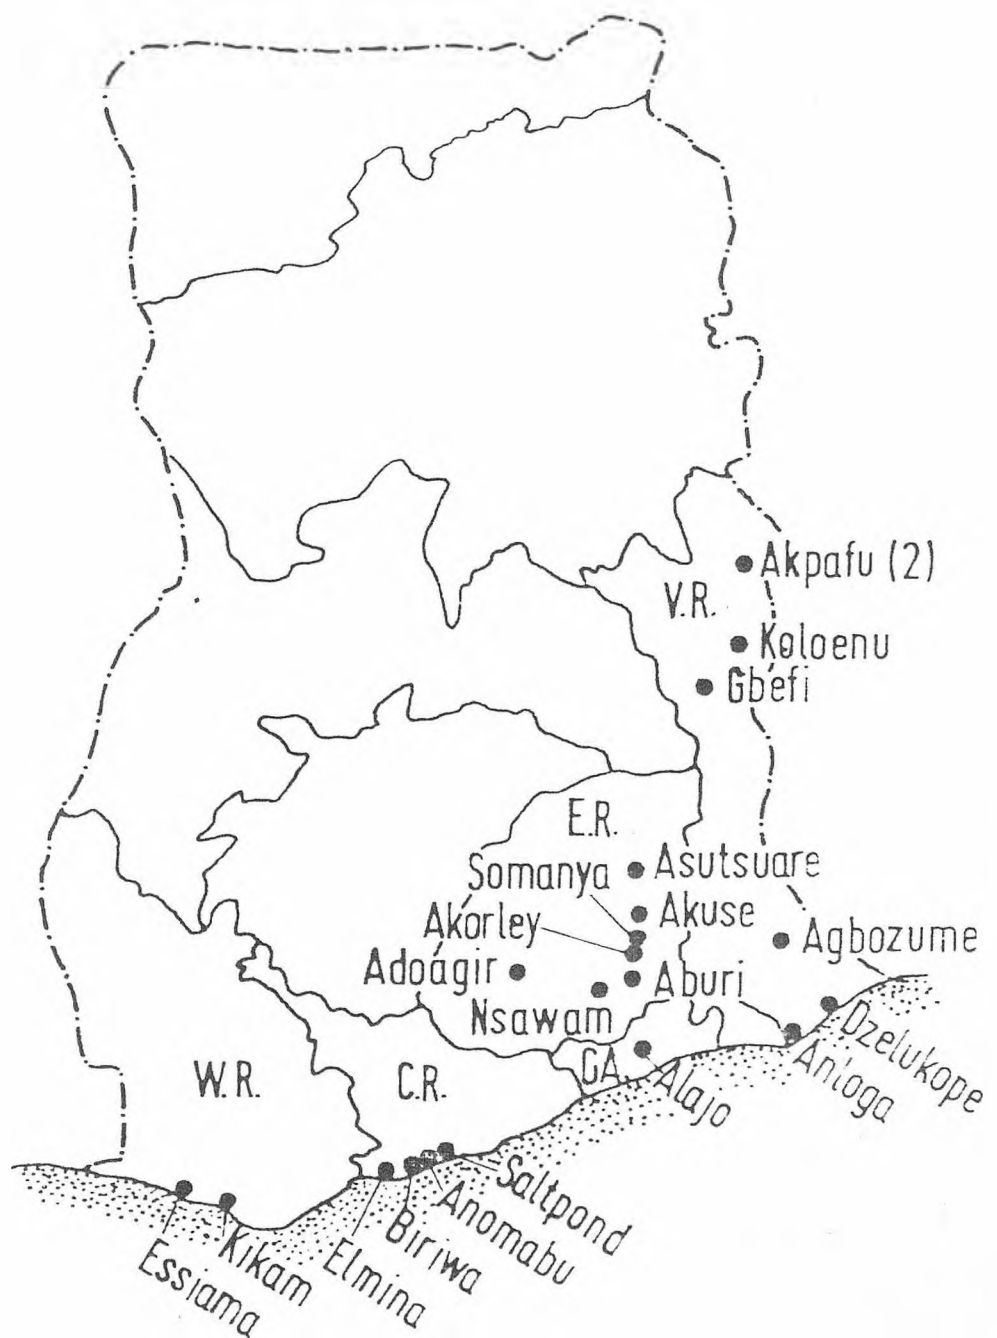 Akpafu (2)
V.R.
Koloenu
Gbefi
E.R.
Somanya
Asutsuare
Akorley
Akuse
Adoagir
Agbozume
Nsawam
Aburi
W.R.
C.R.
GA.
Alajo
Anloga
Dzelukope
Essiama
Kikam
Elmina
Biriwa
Anomabu
Saltpond